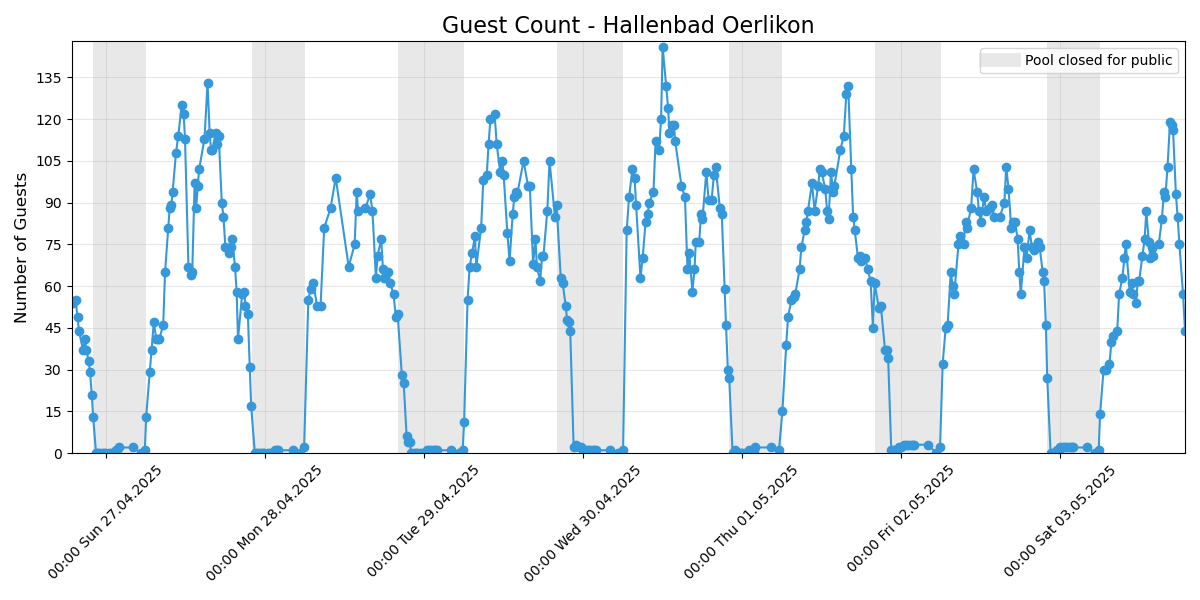 Guest Count - Hallenbad Oerlikon
Pool closed for public
Number of Guests
135
120
105
90
75
60
45
30
15
0
00:00 Sun 27.04.2025
00:00 Mon 28.04.2025
00:00 Tue 29.04.2025
00:00 Wed 30.04.2025
00:00 Thu 01.05.2025
00:00 Fri 02.05.2025
00:00 Sat 03.05.2025